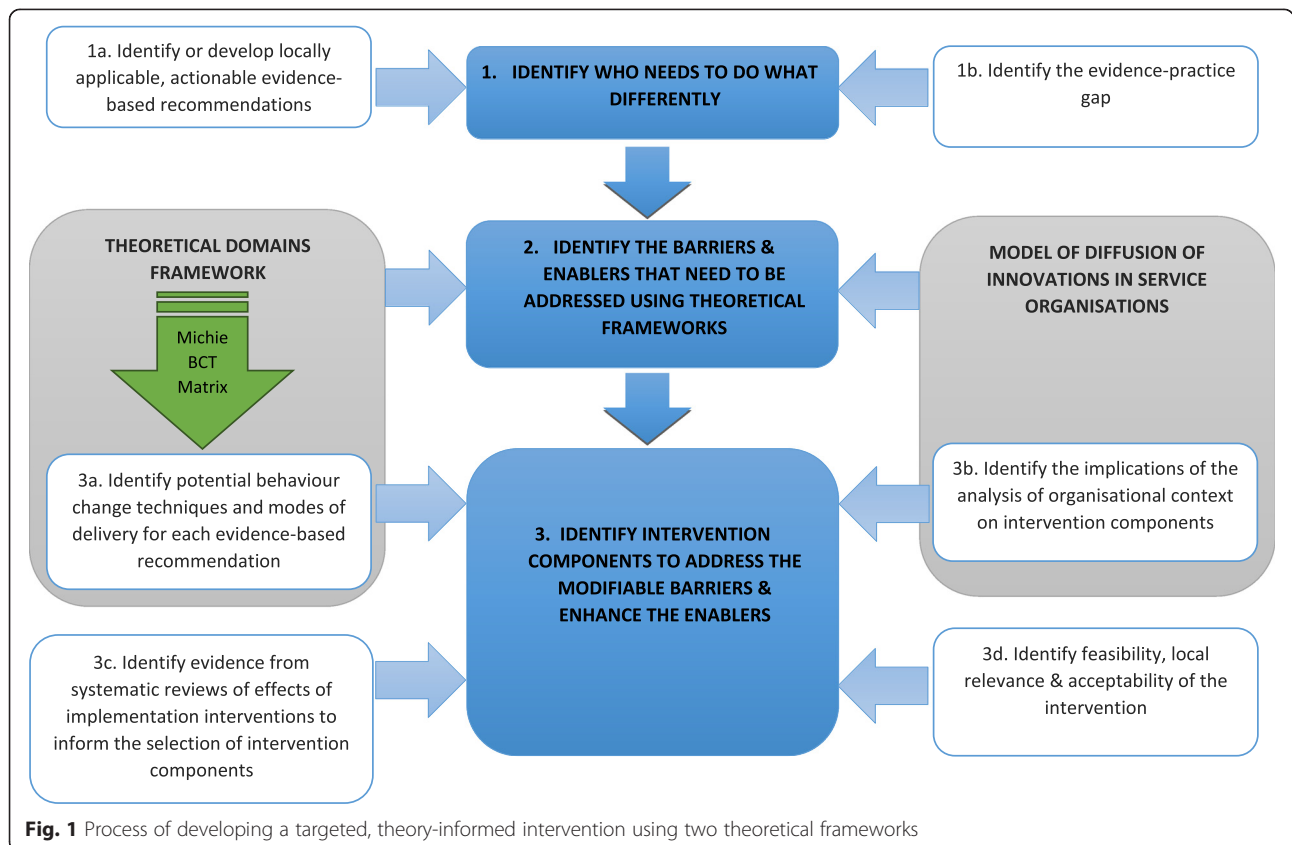 1a. Identify or develop locally
applicable, actionable evidence-
based recommendations
1. IDENTIFY WHO NEEDS TO DO WHAT
DIFFERENTLY
1b. Identify the evidence-practice
gap
THEORETICAL DOMAINS
FRAMEWORK
Michie
BCT
Matrix
2. IDENTIFY THE BARRIERS &
ENABLERS THAT NEED TO BE
ADDRESSED USING THEORETICAL
FRAMEWORKS
MODEL OF DIFFUSION OF
INNOVATIONS IN SERVICE
ORGANISATIONS
3a. Identify potential behaviour
change techniques and modes of
delivery for each evidence-based
recommendation
3. IDENTIFY INTERVENTION
COMPONENTS TO ADDRESS THE
MODIFIABLE BARRIERS &
ENHANCE THE ENABLERS
3b. Identify the implications of the
analysis of organisational context
on intervention components
3c. Identify evidence from
systematic reviews of effects of
implementation interventions to
inform the selection of intervention
components
3d. Identify feasibility, local
relevance & acceptability of the
intervention
Fig. 1 Process of developing a targeted, theory-informed intervention using two theoretical frameworks